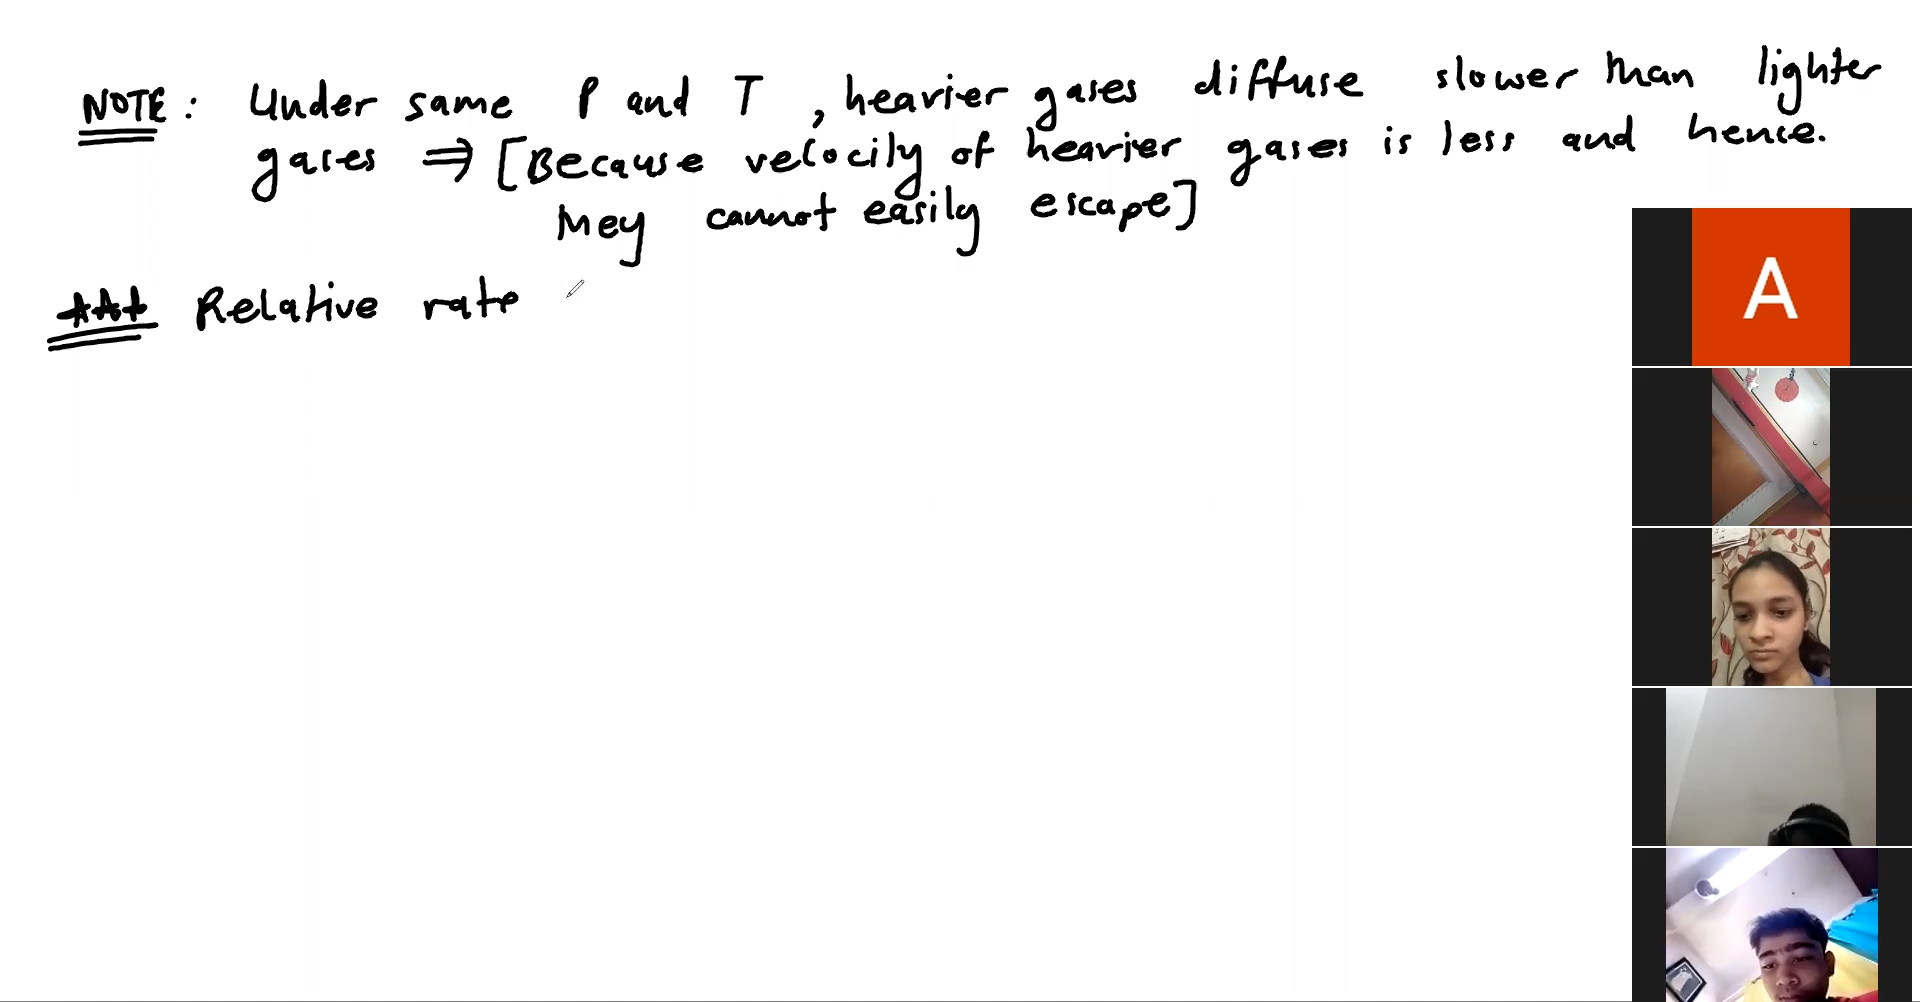 NOTE: Under same P and T, heavier gases diffuse slower than lighter
gases ⇒ [Because velocity of heavier gases is less and hence.
they cannot easily escape]
*** Relative rate
A